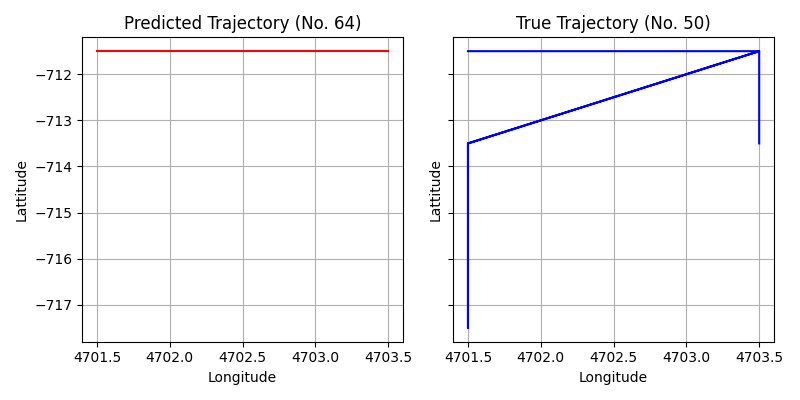 Predicted Trajectory (No. 64)
True Trajectory (No. 50)
−712
−713
−714
−715
−716
−717
Lattitude
Lattitude
4701.5 4702.0 4702.5 4703.0 4703.5
4701.5 4702.0 4702.5 4703.0 4703.5
Longitude
Longitude